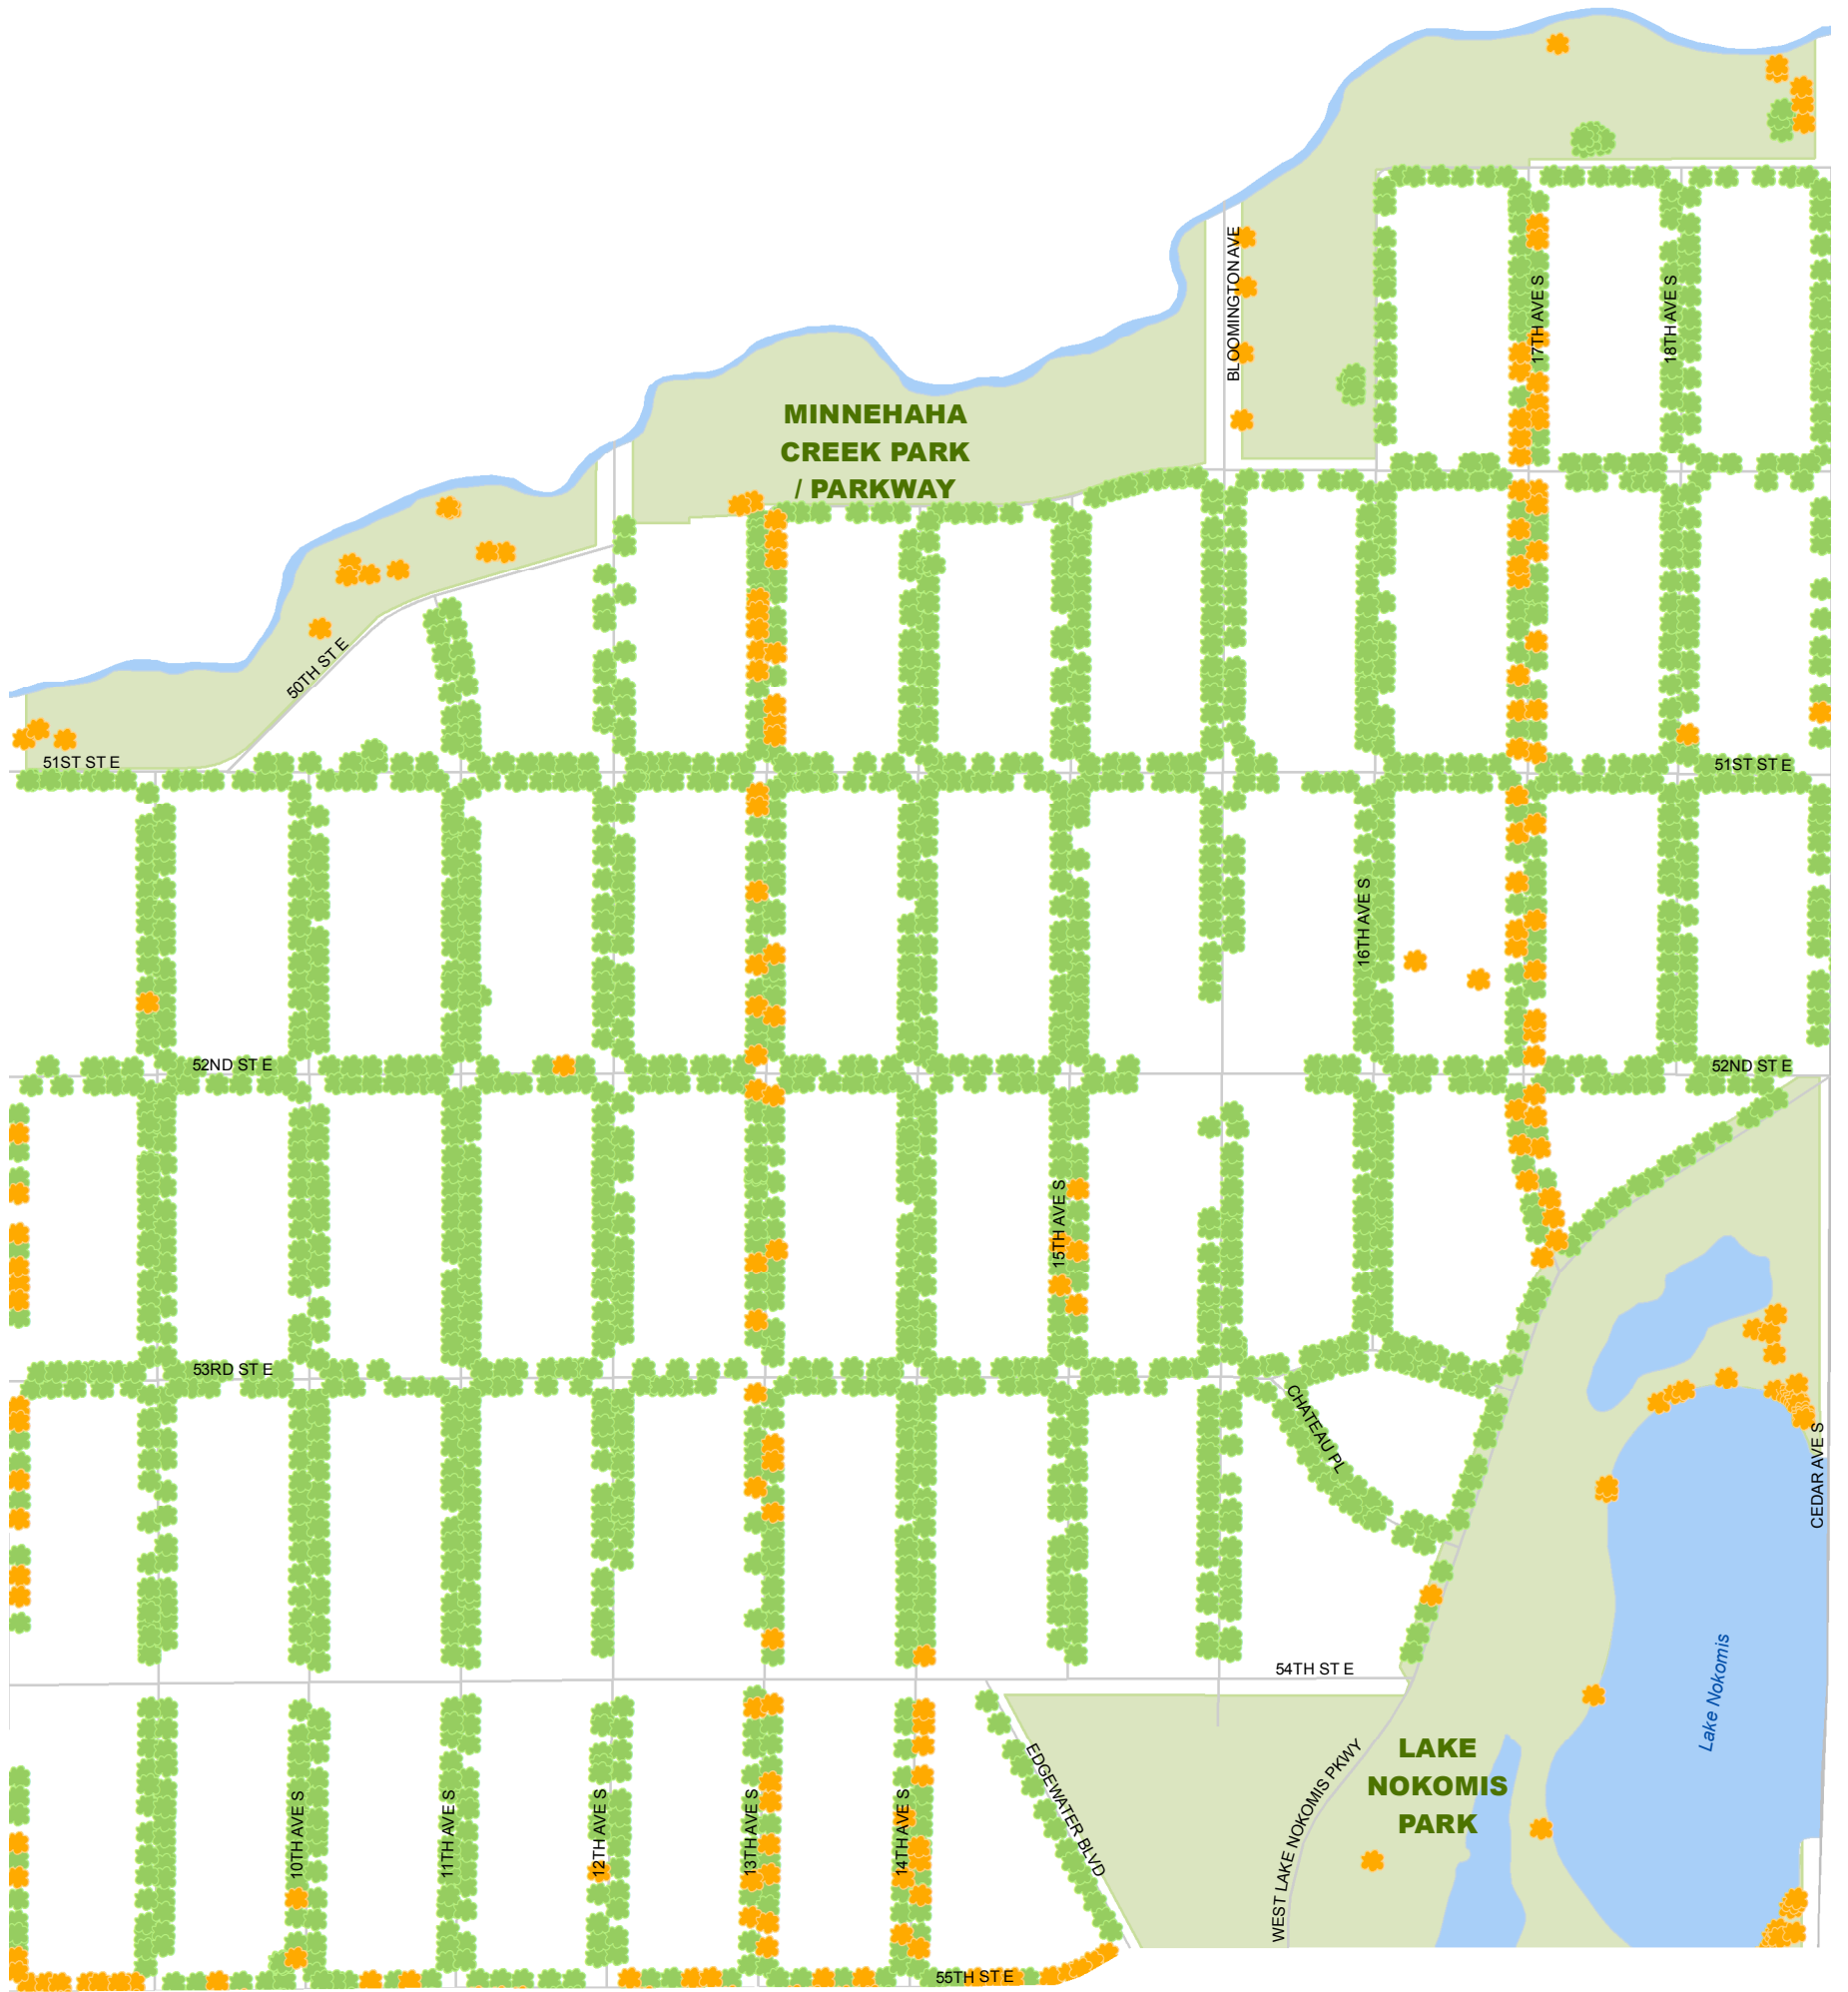 BLOOMINGTON AVE
17TH AVE S
18TH AVE S
MINNEHAHA
CREEK PARK
/ PARKWAY
50TH ST E
51ST ST E
51ST ST E
16TH AVE S
52ND ST E
52ND ST E
15TH AVE S
53RD ST E
CHATEAU PL
CEDAR AVE S
54TH ST E
Lake Nokomis
EDGEWATER BLVD
WEST LAKE NOKOMIS PKWY
LAKE
NOKOMIS
PARK
10TH AVE S
11TH AVE S
12TH AVE S
13TH AVE S
14TH AVE S
55TH ST E